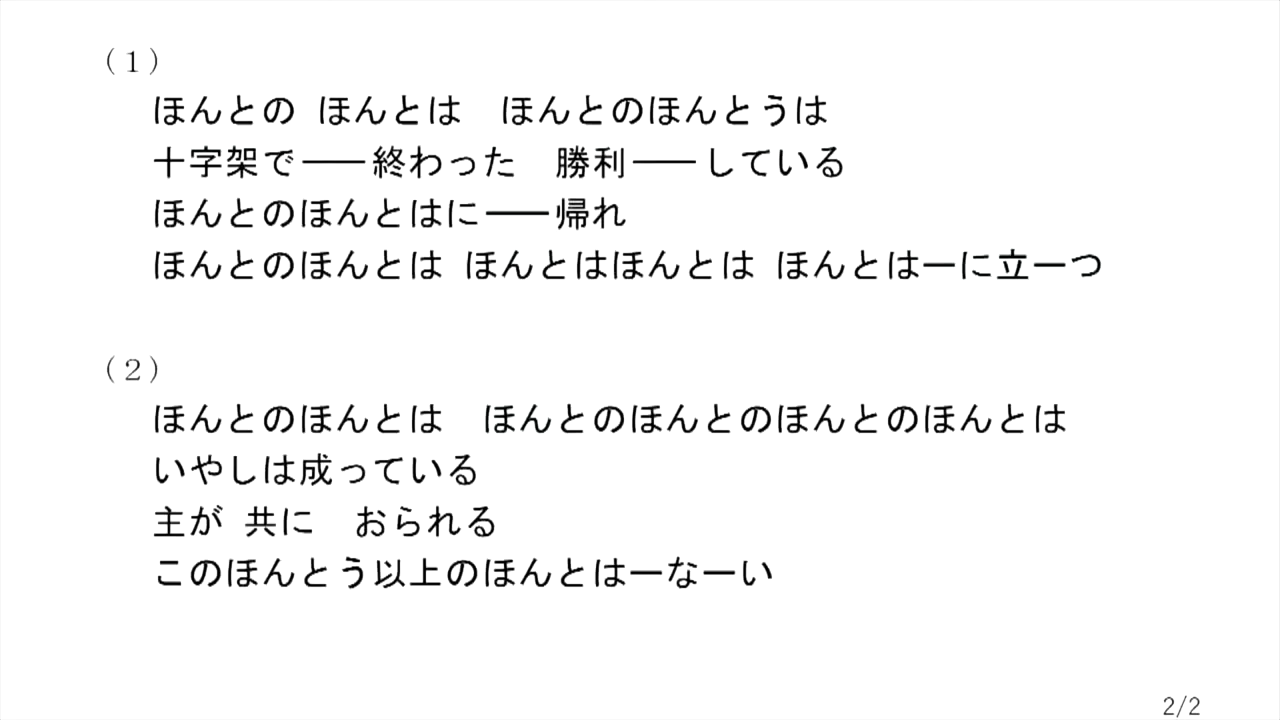 （１）
ほんとの ほんとは　ほんとのほんとうは
十字架で――終わった　勝利――している
ほんとのほんとはに――帰れ
ほんとのほんとは ほんとはほんとは ほんとはーに立ーつ
（２）
ほんとのほんとは　ほんとのほんとのほんとのほんとは
いやしは成っている
主が 共に　おられる
このほんとう以上のほんとはーなーい
2/2